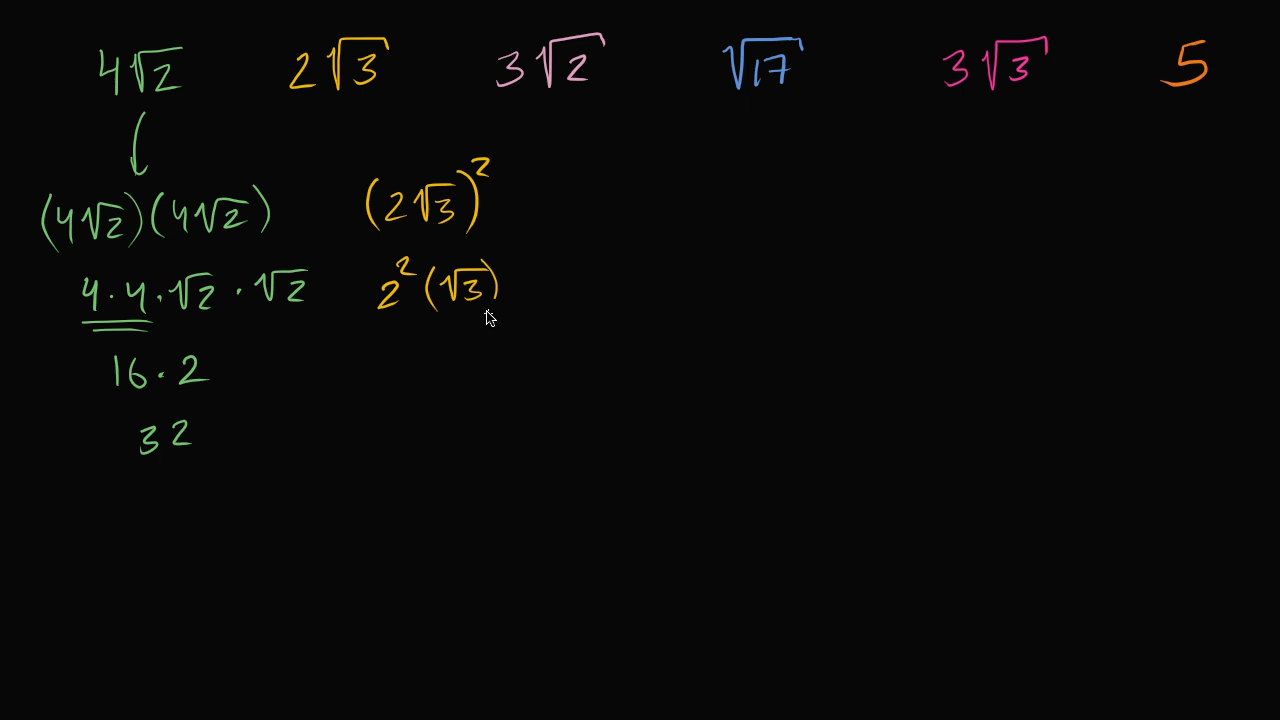 4√2 2√3 3√2 √17 3√3 5
(4√2)(4√2) (2√3)²
4·4·√2·√2 2²(√3)
16·2
32